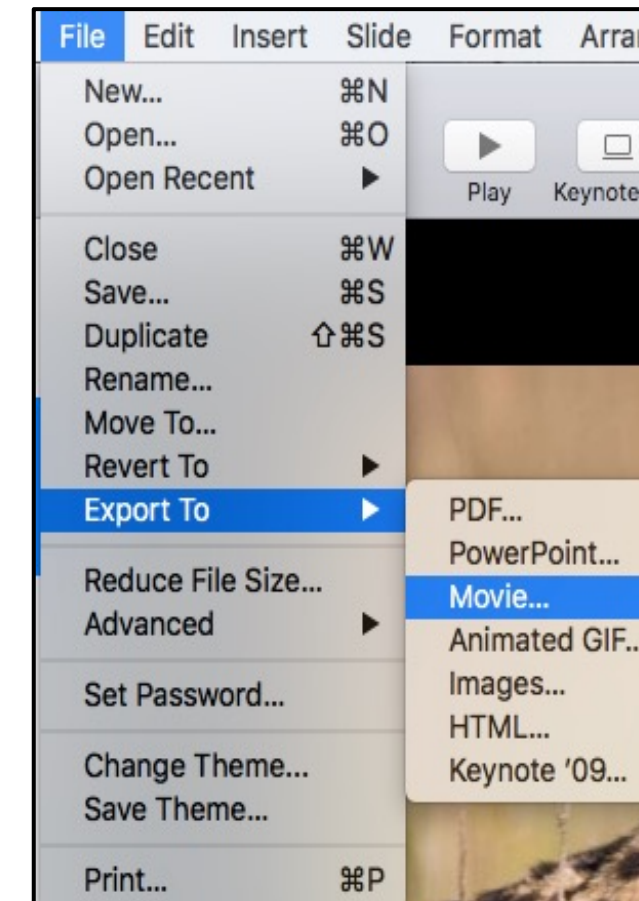 File Edit Insert Slide Format
New... ⌘N
Open... ⌘O
Open Recent ▶
Play Keynote
Close ⌘W
Save... ⌘S
Duplicate ⇧⌘S
Rename...
Move To...
Revert To ▶
Export To ▶
PDF...
PowerPoint...
Movie...
Animated GIF..
Images...
HTML...
Keynote '09...
Reduce File Size...
Advanced ▶
Set Password...
Change Theme...
Save Theme...
Print... ⌘P